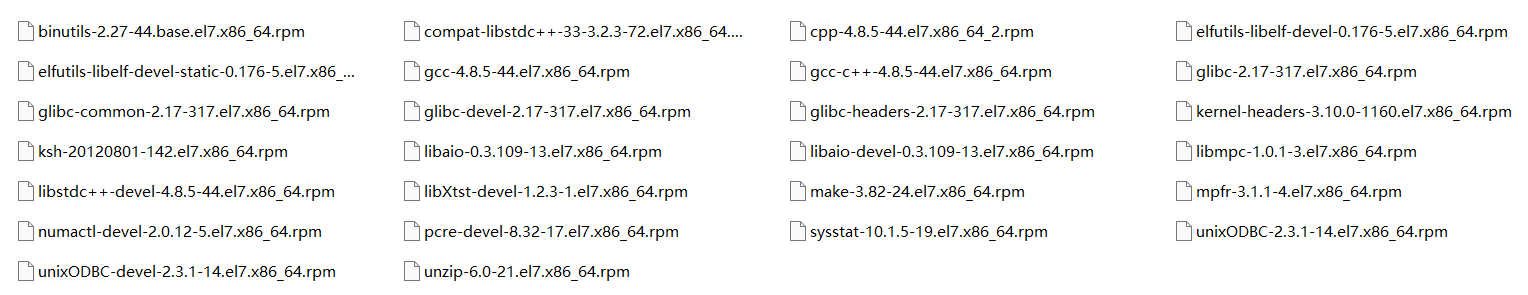 binutils-2.27-44.base.el7.x86_64.rpm
compat-libstdc++-33-3.2.3-72.el7.x86_64....
cpp-4.8.5-44.el7.x86_64_2.rpm
elfutils-libelf-devel-0.176-5.el7.x86_64.rpm
elfutils-libelf-devel-static-0.176-5.el7.x86_...
gcc-4.8.5-44.el7.x86_64.rpm
gcc-c++-4.8.5-44.el7.x86_64.rpm
glibc-2.17-317.el7.x86_64.rpm
glibc-common-2.17-317.el7.x86_64.rpm
glibc-devel-2.17-317.el7.x86_64.rpm
glibc-headers-2.17-317.el7.x86_64.rpm
kernel-headers-3.10.0-1160.el7.x86_64.rpm
ksh-20120801-142.el7.x86_64.rpm
libaio-0.3.109-13.el7.x86_64.rpm
libaio-devel-0.3.109-13.el7.x86_64.rpm
libmpc-1.0.1-3.el7.x86_64.rpm
libstdc++-devel-4.8.5-44.el7.x86_64.rpm
libXtst-devel-1.2.3-1.el7.x86_64.rpm
make-3.82-24.el7.x86_64.rpm
mpfr-3.1.1-4.el7.x86_64.rpm
numactl-devel-2.0.12-5.el7.x86_64.rpm
pcre-devel-8.32-17.el7.x86_64.rpm
sysstat-10.1.5-19.el7.x86_64.rpm
unixODBC-2.3.1-14.el7.x86_64.rpm
unixODBC-devel-2.3.1-14.el7.x86_64.rpm
unzip-6.0-21.el7.x86_64.rpm